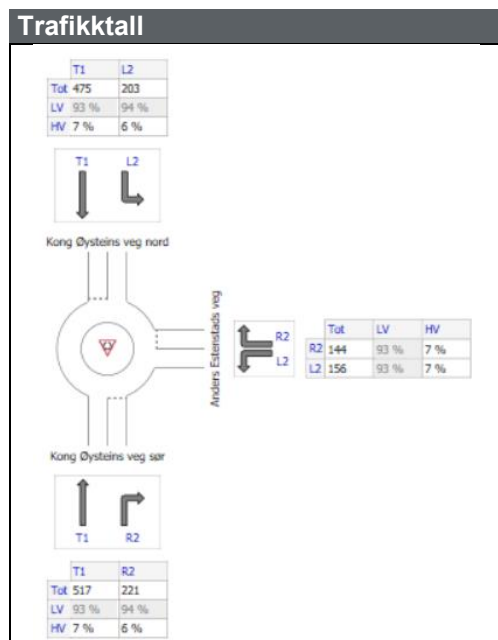 Trafikktall
T1 L2
Tot 475 203
LV 93 % 94 %
HV 7 % 6 %
T1 L2
Kong Øysteins veg nord
Anders Estenstads veg
R2
L2
Tot LV HV
R2 144 93 % 7 %
L2 156 93 % 7 %
Kong Øysteins veg sør
T1 R2
T1 R2
Tot 517 221
LV 93 % 94 %
HV 7 % 6 %